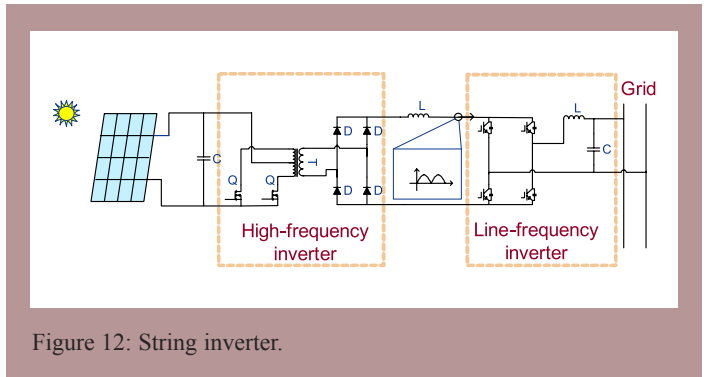 Grid
L
L
D
D
C
C
T
Q
Q
D
D
High-frequency
inverter
Line-frequency
inverter
Figure 12: String inverter.